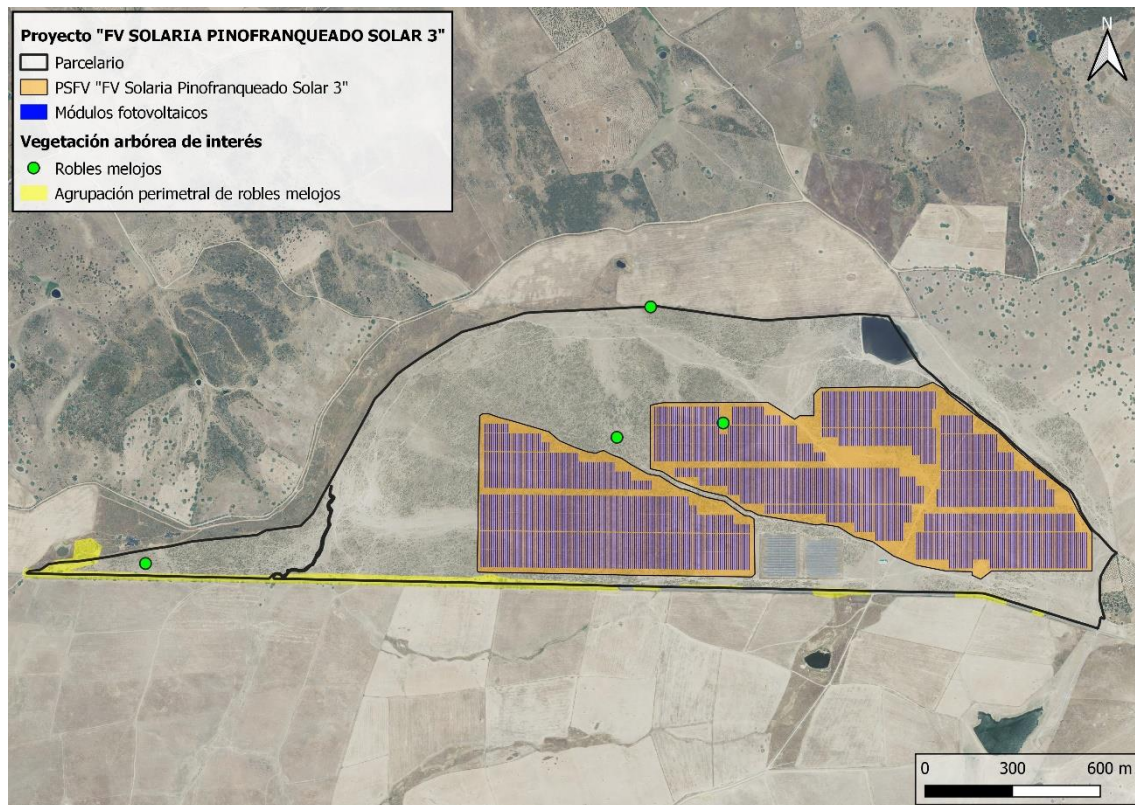 Proyecto "FV SOLARIA PINOFRANQUEADO SOLAR 3"
Parcelario
PSFV "FV Solaria Pinofranqueado Solar 3"
Módulos fotovoltaicos
Vegetación arbórea de interés
Robles melojos
Agrupación perimetral de robles melojos
N
0 300 600 m